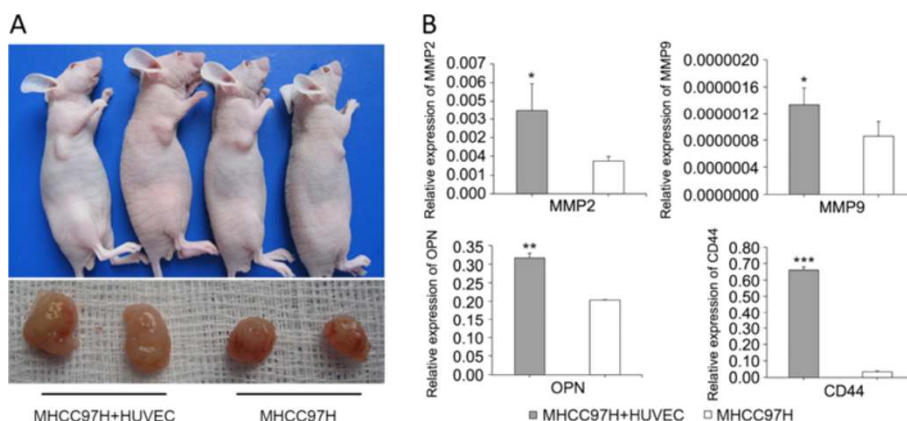 A
MHCC97H+HUVEC
MHCC97H
B
Relative expression of MMP2
0.007
0.006
0.005
0.003
0.004
0.001
0.000
*
MMP2
Relative expression of MMP9
0.0000020
0.0000016
0.0000012
0.0000008
0.0000004
0.0000000
*
MMP9
Relative expression of OPN
0.35
0.30
0.25
0.20
0.15
0.10
0.05
0.00
**
OPN
Relative expression of CD44
0.80
0.70
0.60
0.50
0.40
0.30
0.20
0.10
0.00
***
CD44
MHCC97H+HUVEC
MHCC97H